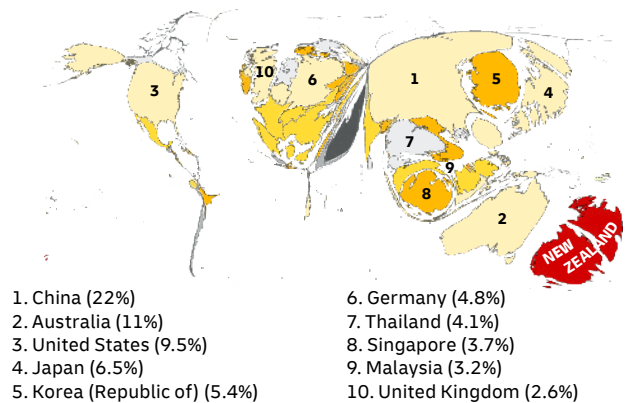 10
6
3
1
5
4
7
9
8
2
NEW
ZEALAND
1. China (22%)
2. Australia (11%)
3. United States (9.5%)
4. Japan (6.5%)
5. Korea (Republic of) (5.4%)
6. Germany (4.8%)
7. Thailand (4.1%)
8. Singapore (3.7%)
9. Malaysia (3.2%)
10. United Kingdom (2.6%)